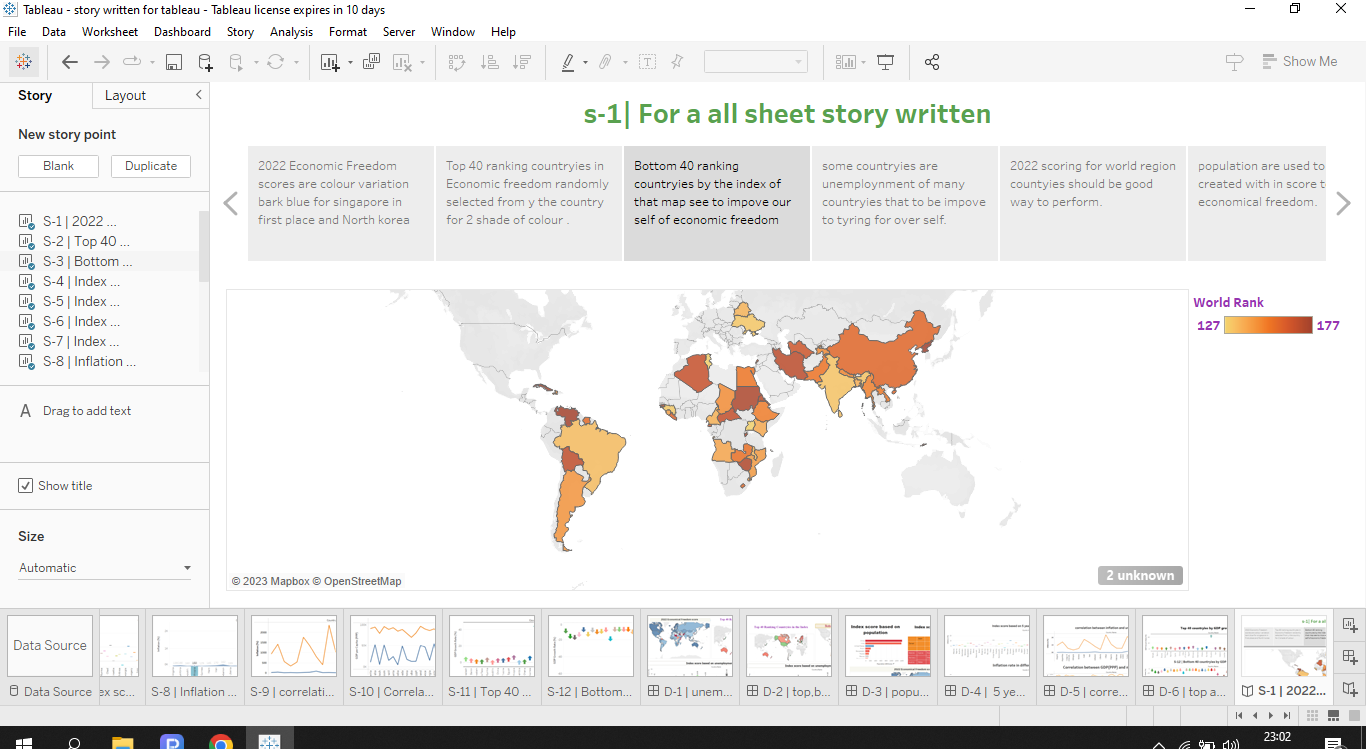 Tableau - story written for tableau - Tableau license expires in 10 days
File Data Worksheet Dashboard Story Analysis Format Server Window Help
Show Me
Story Layout
New story point
Blank Duplicate
S-1 | 2022 ...
S-2 | Top 40 ...
S-3 | Bottom ...
S-4 | Index ...
S-5 | Index ...
S-6 | Index ...
S-7 | Index ...
S-8 | Inflation ...
A Drag to add text
Show title
Size
Automatic
s-1| For a all sheet story written
2022 Economic Freedom
scores are colour variation
bark blue for singapore in
first place and North korea
Top 40 ranking countryies in
Economic freedom randomly
selected from y the country
for 2 shade of colour .
Bottom 40 ranking
countryies by the index of
that map see to impove our
self of economic freedom
some countryies are
unemploynment of many
countryies that to be impove
to tyring for over self.
2022 scoring for world region
countyies should be good
way to perform.
population are used to
created with in score t
economical freedom.
World Rank
127 177
© 2023 Mapbox © OpenStreetMap
2 unknown
Data Source
Index score based on
population
Data Source
ex sc...
S-8 | Inflation ...
S-9 | correlati...
S-10 | Correla...
S-11 | Top 40 ...
S-12 | Bottom...
D-1 | unem...
D-2 | top,b...
D-3 | popu...
D-4 | 5 ye...
D-5 | corre...
D-6 | top a...
S-1 | 2022...
23:02